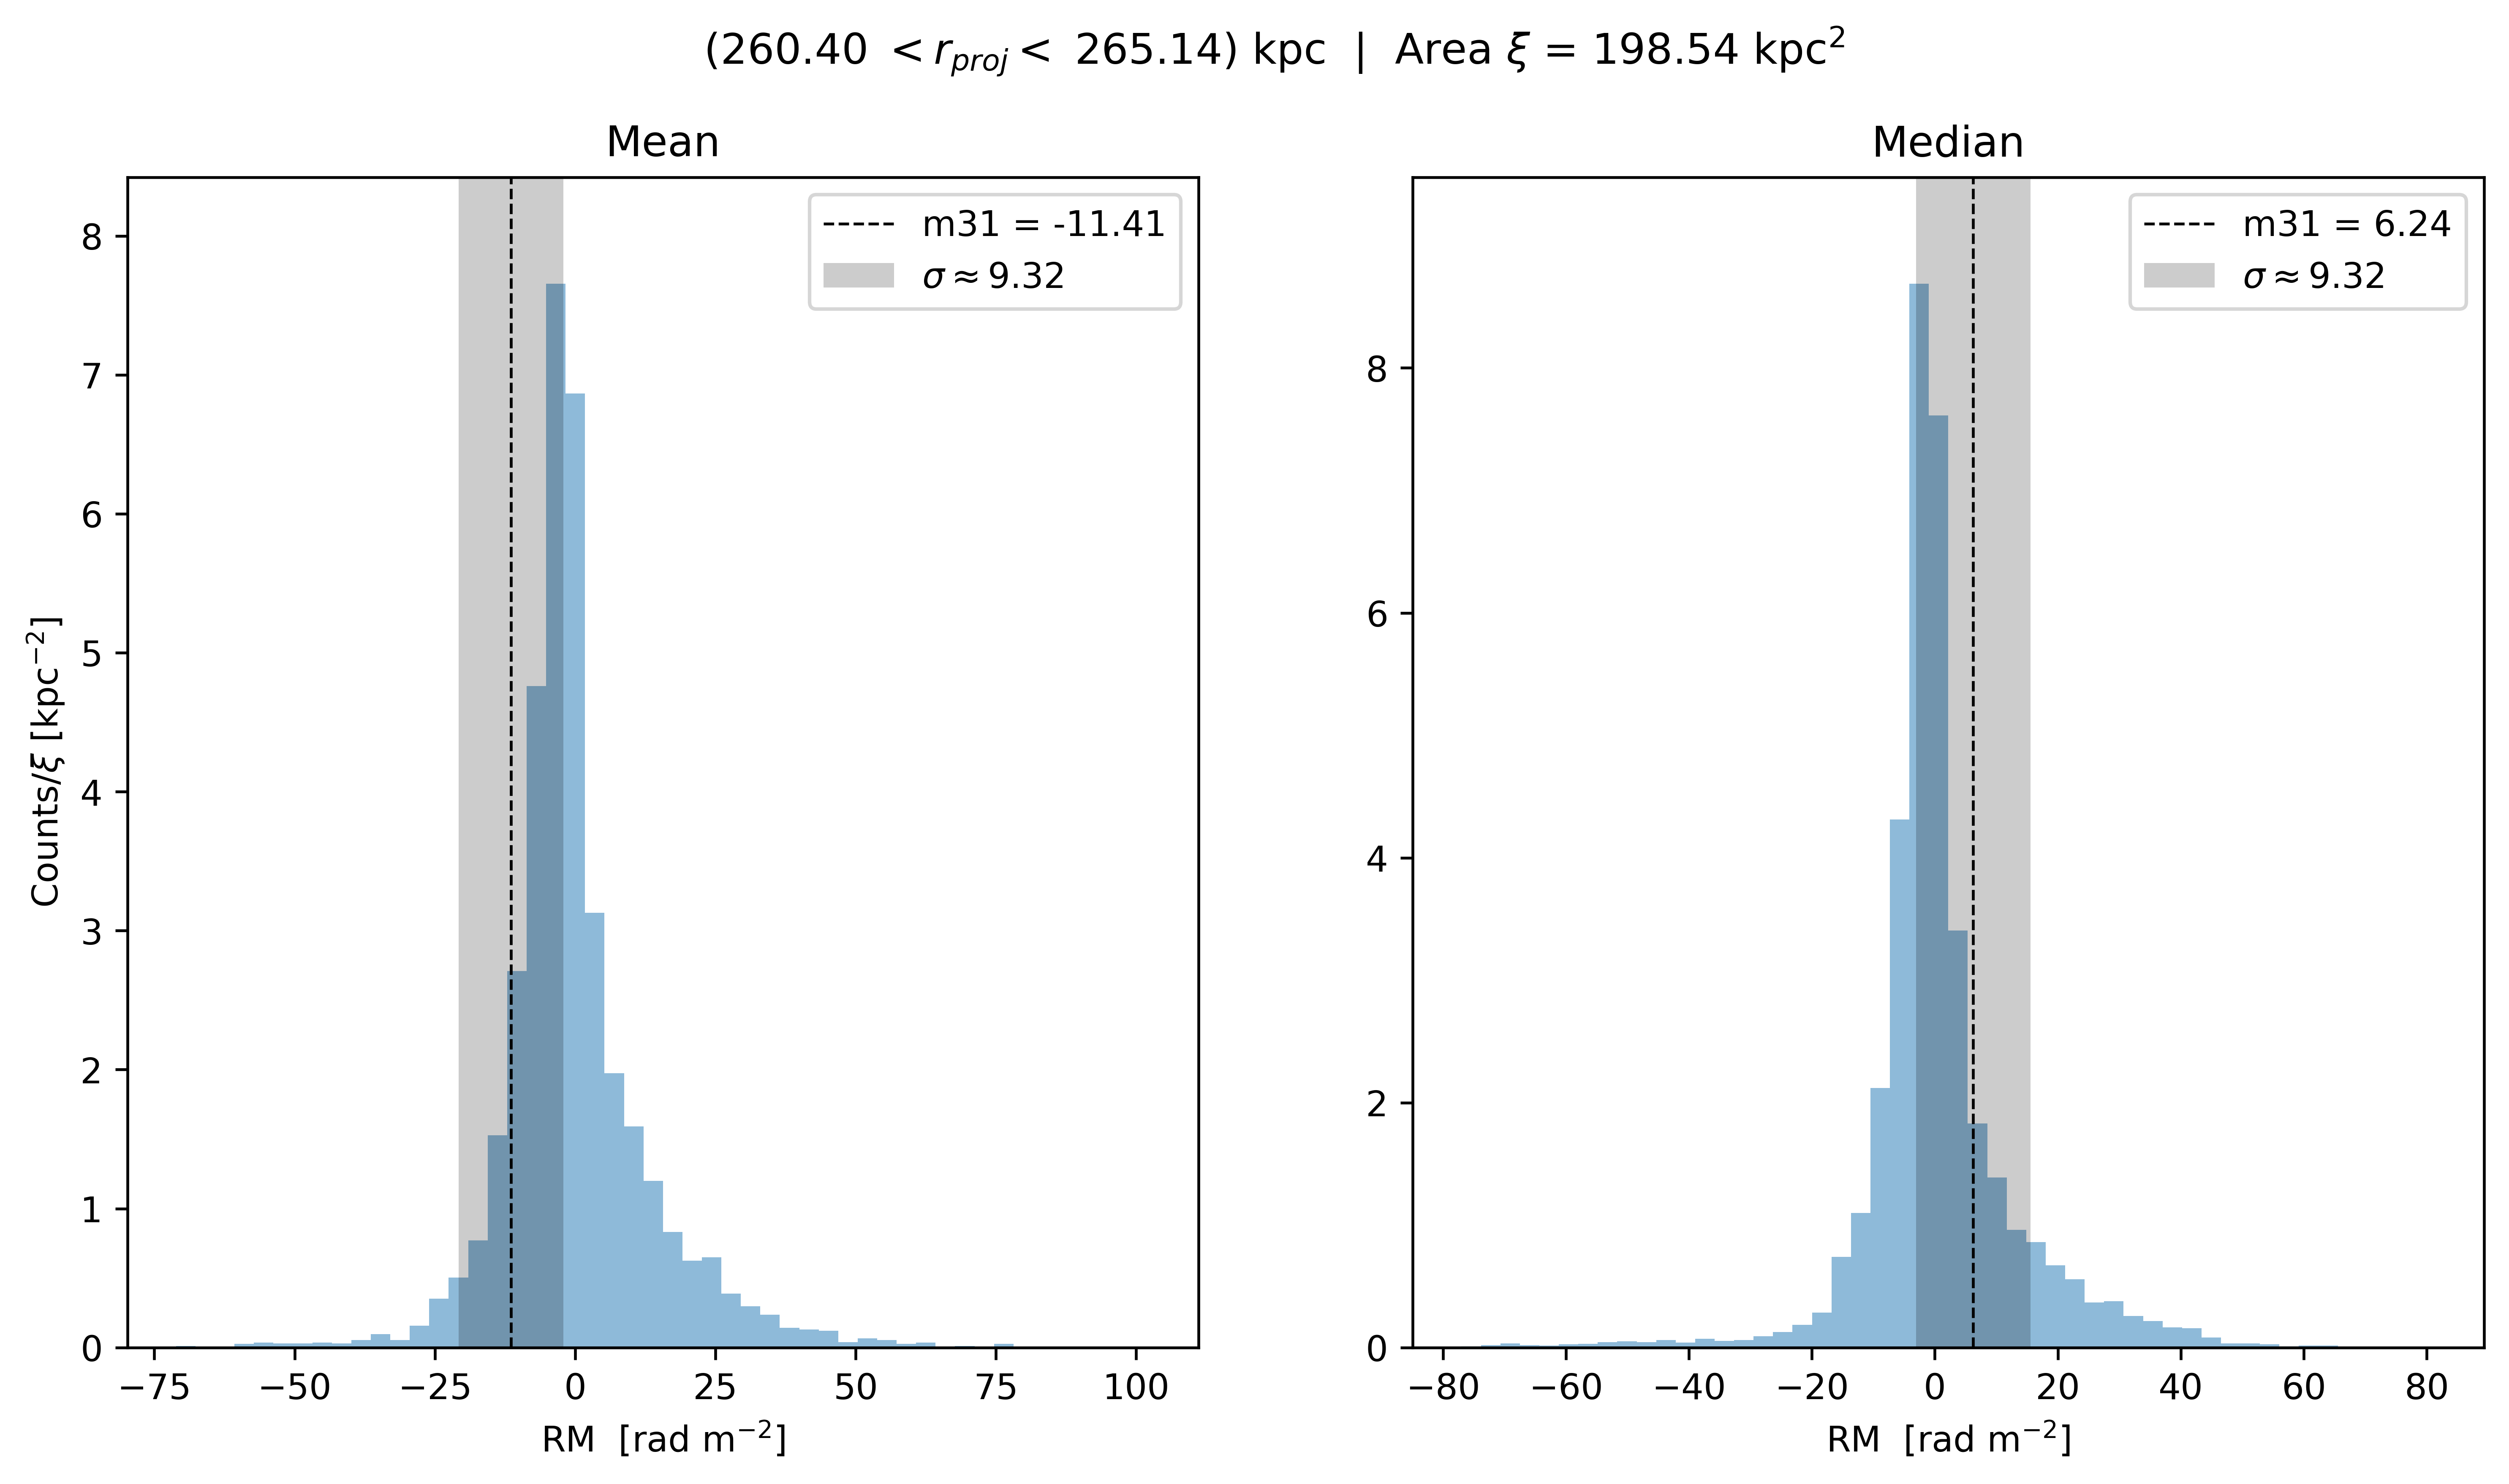 (260.40 < r_proj < 265.14) kpc | Area ξ = 198.54 kpc²
Mean
m31 = -11.41
σ ≈ 9.32
8
7
6
5
4
3
2
1
0
Counts/ξ [kpc⁻²]
−75 −50 −25 0 25 50 75 100
RM [rad m⁻²]
Median
m31 = 6.24
σ ≈ 9.32
8
6
4
2
0
−80 −60 −40 −20 0 20 40 60 80
RM [rad m⁻²]